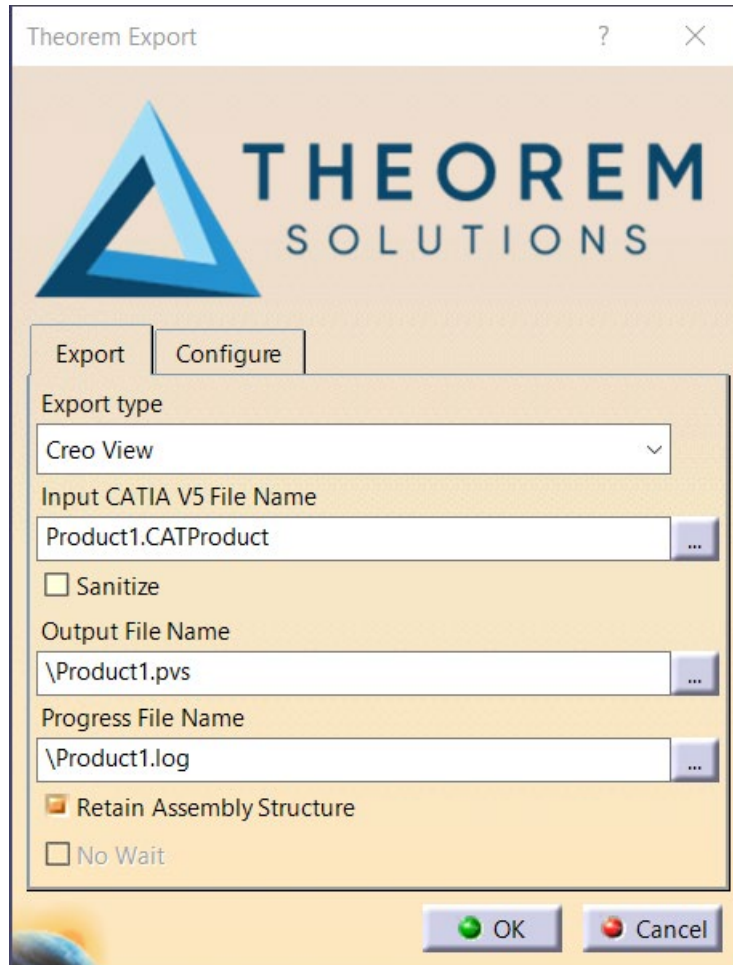 Theorem Export ?
THEOREM
SOLUTIONS
Export Configure
Export type
Creo View
Input CATIA V5 File Name
Product1.CATProduct ...
Sanitize
Output File Name
\Product1.pvs ...
Progress File Name
\Product1.log ...
Retain Assembly Structure
No Wait
OK Cancel